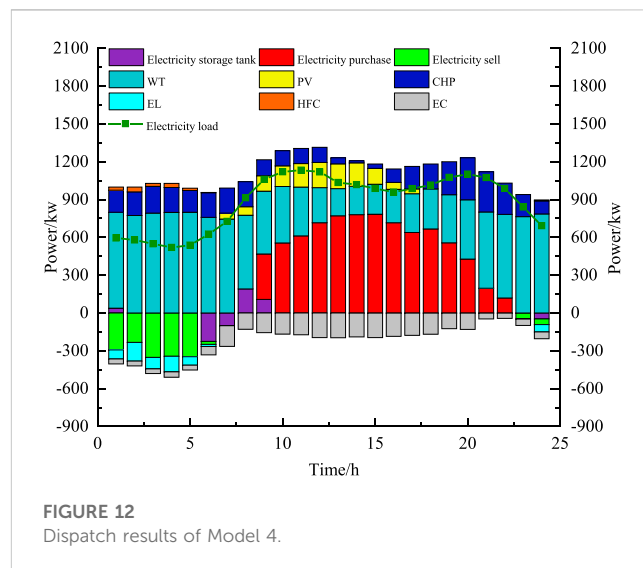 2100
1800
1500
1200
900
600
300
0
-300
-600
-900
Power/kw
Electricity storage tank
Electricity purchase
Electricity sell
WT
PV
CHP
EL
HFC
EC
Electricity load
2100
1800
1500
1200
900
600
300
0
-300
-600
-900
Power/kw
0 5 10 15 20 25
Time/h
FIGURE 12
Dispatch results of Model 4.